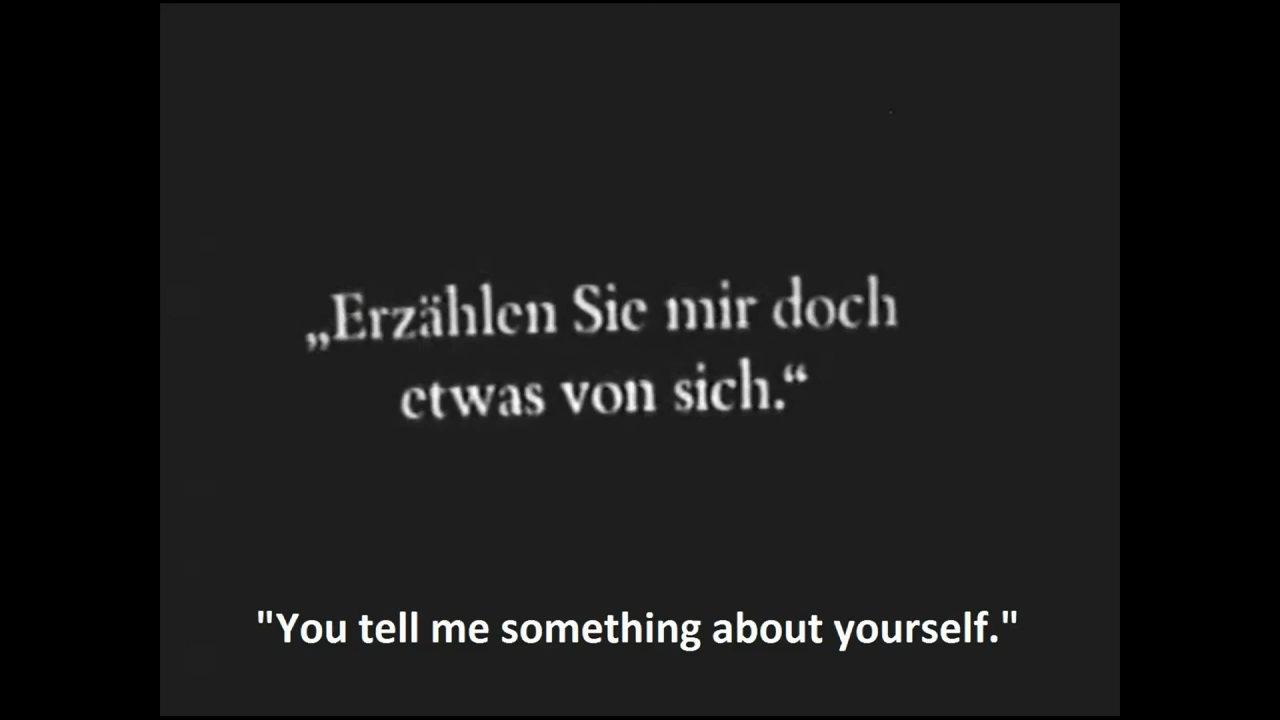 „Erzählen Sie mir doch
etwas von sich.“
"You tell me something about yourself."